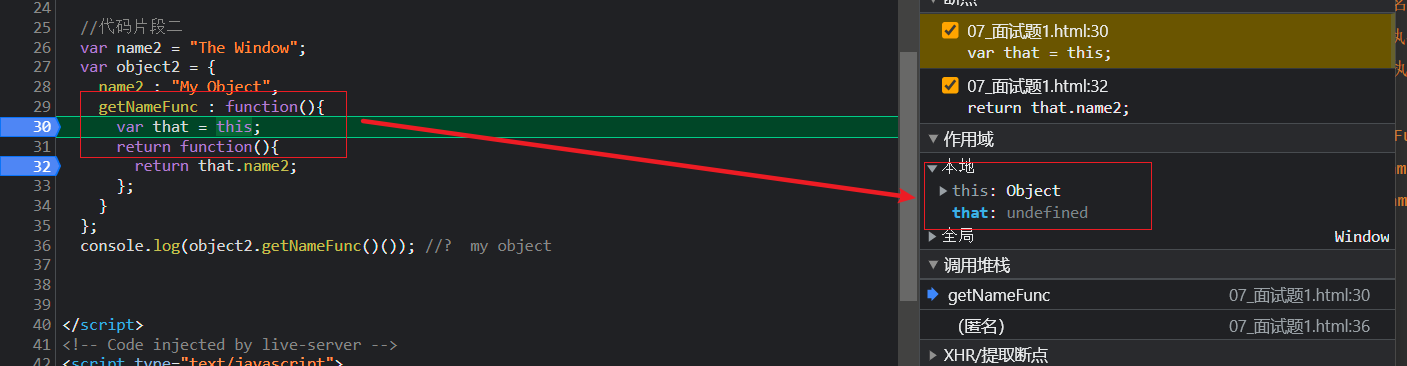 24
25 //代码片段二
26 var name2 = "The Window";
27 var object2 = {
28 name2 : "My Object",
29 getNameFunc : function(){
30 var that = this;
31 return function(){
32 return that.name2;
33 };
34 }
35 };
36 console.log(object2.getNameFunc()()); //? my object
37
38
39
40 </script>
41 <!-- Code injected by live-server -->
42 <script type="text/javascript">
断点
07_面试题1.html:30
var that = this;
07_面试题1.html:32
return that.name2;
作用域
本地
this: Object
that: undefined
全局 Window
调用堆栈
getNameFunc 07_面试题1.html:30
(匿名) 07_面试题1.html:36
XHR/提取断点